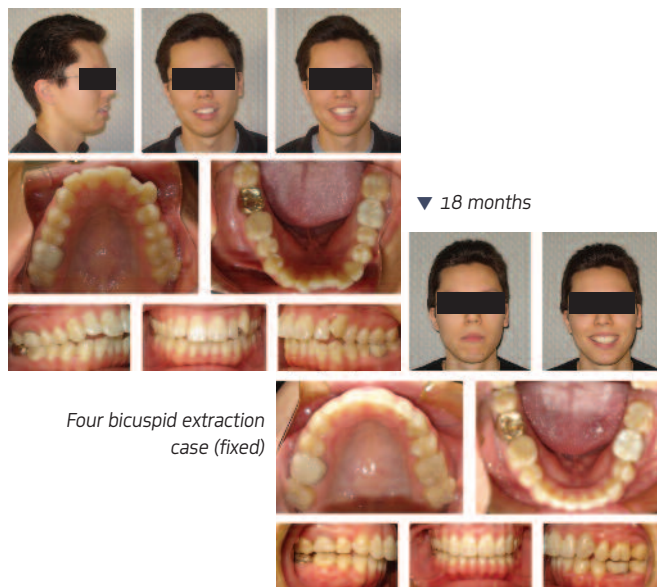 ▼ 18 months
Four bicuspid extraction
case (fixed)